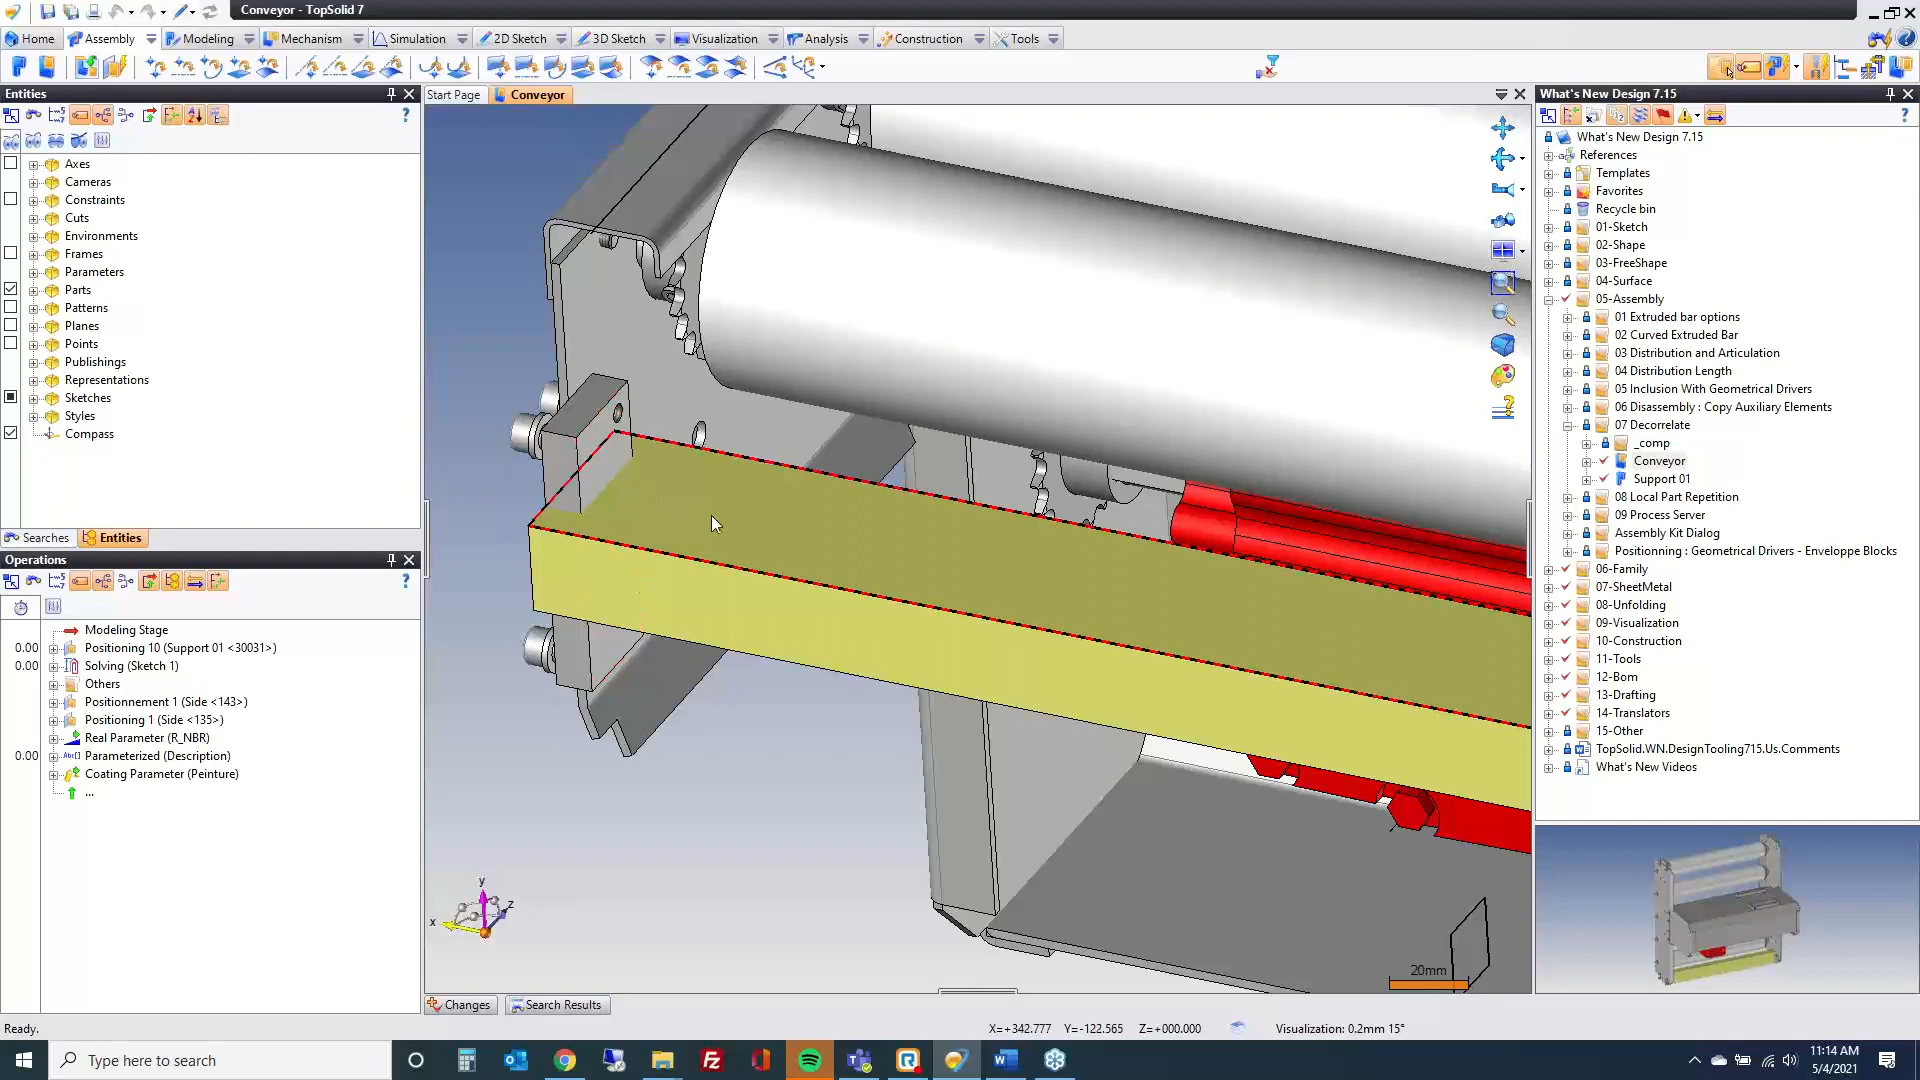 Conveyor - TopSolid 7
Home Assembly Modeling Mechanism Simulation 2D Sketch 3D Sketch Visualization Analysis Construction Tools
Entities
Axes
Cameras
Constraints
Cuts
Environments
Frames
Parameters
Parts
Patterns
Planes
Points
Publishings
Representations
Sketches
Styles
Compass
Searches Entities
Operations
Modeling Stage
0.00 Positioning 10 (Support 01 <30031>)
0.00 Solving (Sketch 1)
Others
Positionnement 1 (Side <143>)
Positioning 1 (Side <135>)
Real Parameter (R_NBR)
0.00 Parameterized (Description)
Coating Parameter (Peinture)
...
Start Page Conveyor
y
z
x
20mm
Changes Search Results
What's New Design 7.15
What's New Design 7.15
References
Templates
Favorites
Recycle bin
01-Sketch
02-Shape
03-FreeShape
04-Surface
05-Assembly
01 Extruded bar options
02 Curved Extruded Bar
03 Distribution and Articulation
04 Distribution Length
05 Inclusion With Geometrical Drivers
06 Disassembly : Copy Auxiliary Elements
07 Decorrelate
_comp
Conveyor
Support 01
08 Local Part Repetition
09 Process Server
Assembly Kit Dialog
Positionning : Geometrical Drivers - Enveloppe Blocks
06-Family
07-SheetMetal
08-Unfolding
09-Visualization
10-Construction
11-Tools
12-Bom
13-Drafting
14-Translators
15-Other
TopSolid.WN.DesignTooling715.Us.Comments
What's New Videos
Ready.
X=+342.777 Y=-122.565 Z=+000.000 Visualization: 0.2mm 15°
Type here to search
11:14 AM
5/4/2021